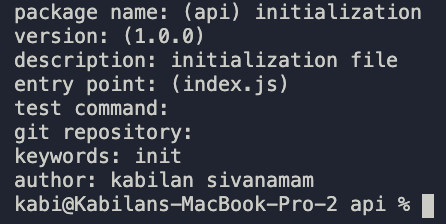 package name: (api) initialization
version: (1.0.0)
description: initialization file
entry point: (index.js)
test command:
git repository:
keywords: init
author: kabilan sivanamam
kabi@Kabilans-MacBook-Pro-2 api %